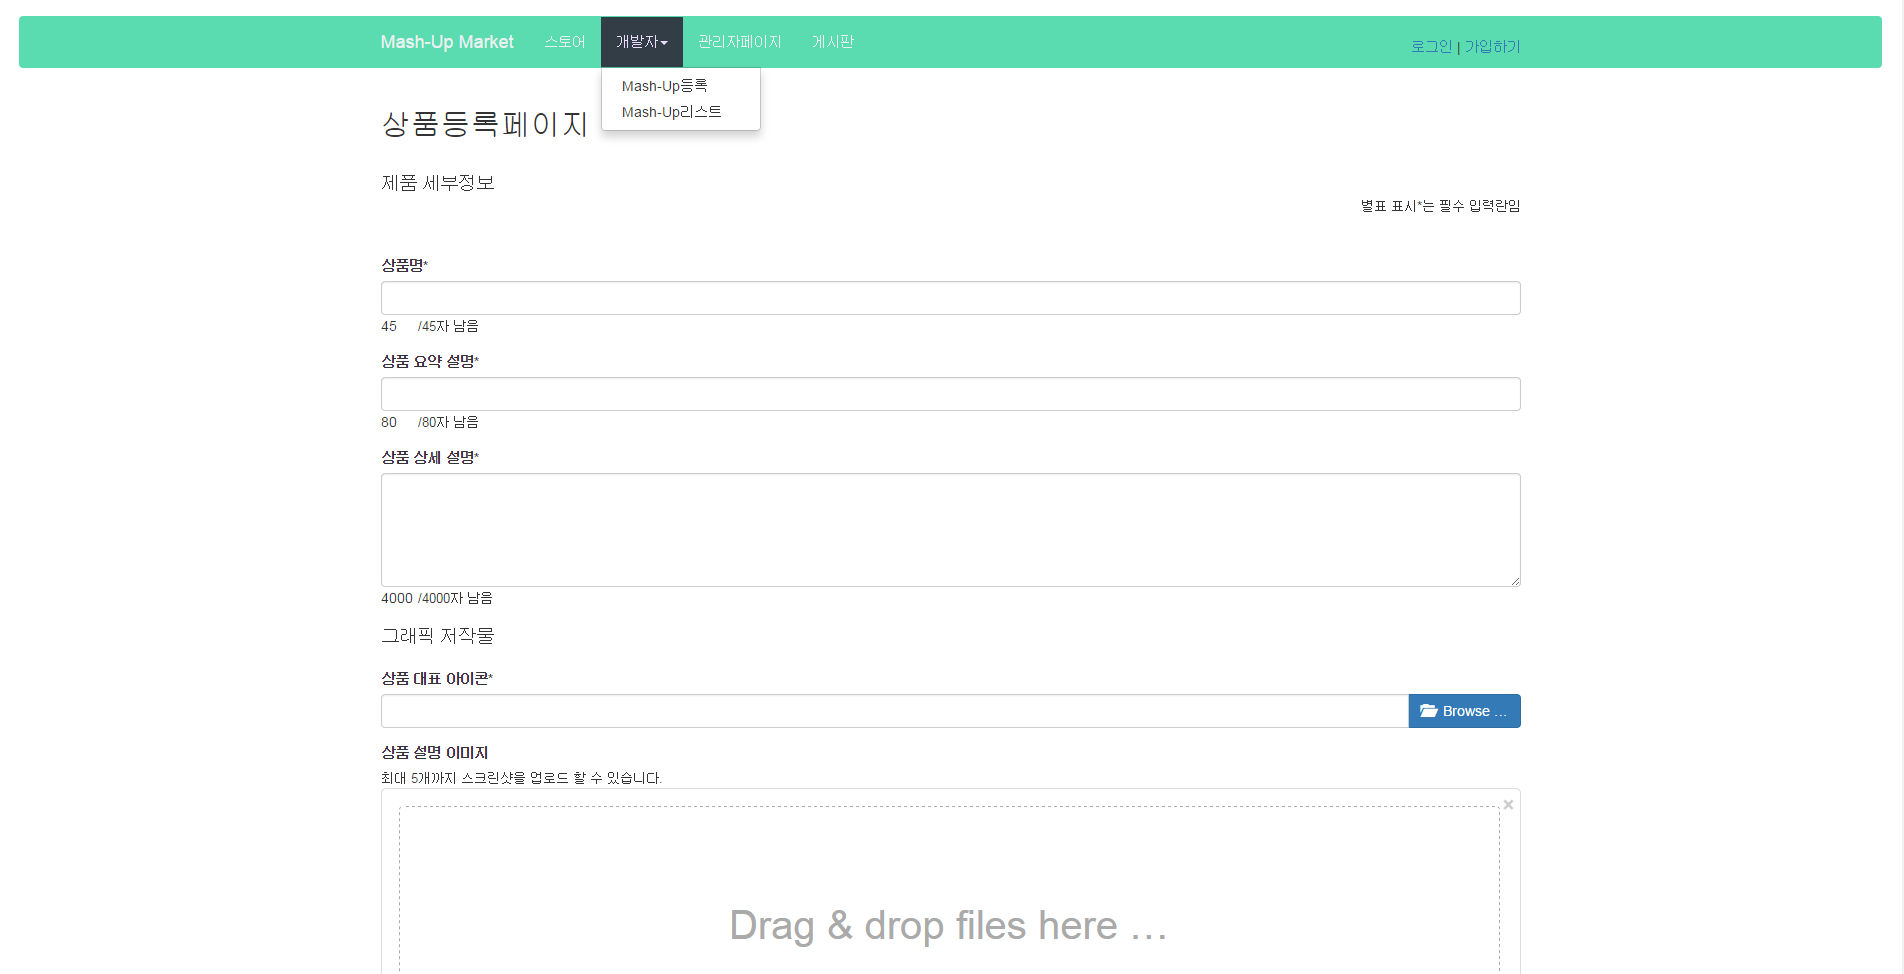 Mash-Up Market 스토어 개발자 관리자페이지 게시판 로그인 | 가입하기
Mash-Up등록
Mash-Up리스트
상품등록페이지
제품 세부정보
별표 표시*는 필수 입력란임
상품명*
45 /45자 남음
상품 요약 설명*
80 /80자 남음
상품 상세 설명*
4000 /4000자 남음
그래픽 저작물
상품 대표 아이콘*
Browse ...
상품 설명 이미지
최대 5개까지 스크린샷을 업로드 할 수 있습니다.
×
Drag & drop files here …